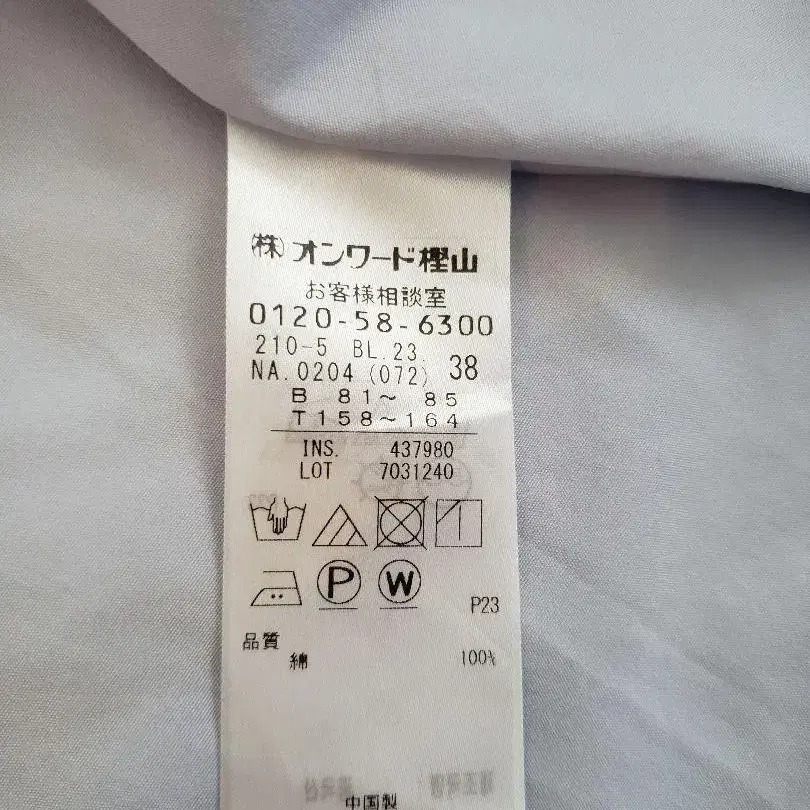 (株)オンワード樫山
お客様相談室
0120-58-6300
210-5 BL.23. 38
NA.0204 (072)
B 81~ 85
T158~164
INS. 437980
LOT 7031240
P W
P23
品質
綿 100%
中国製